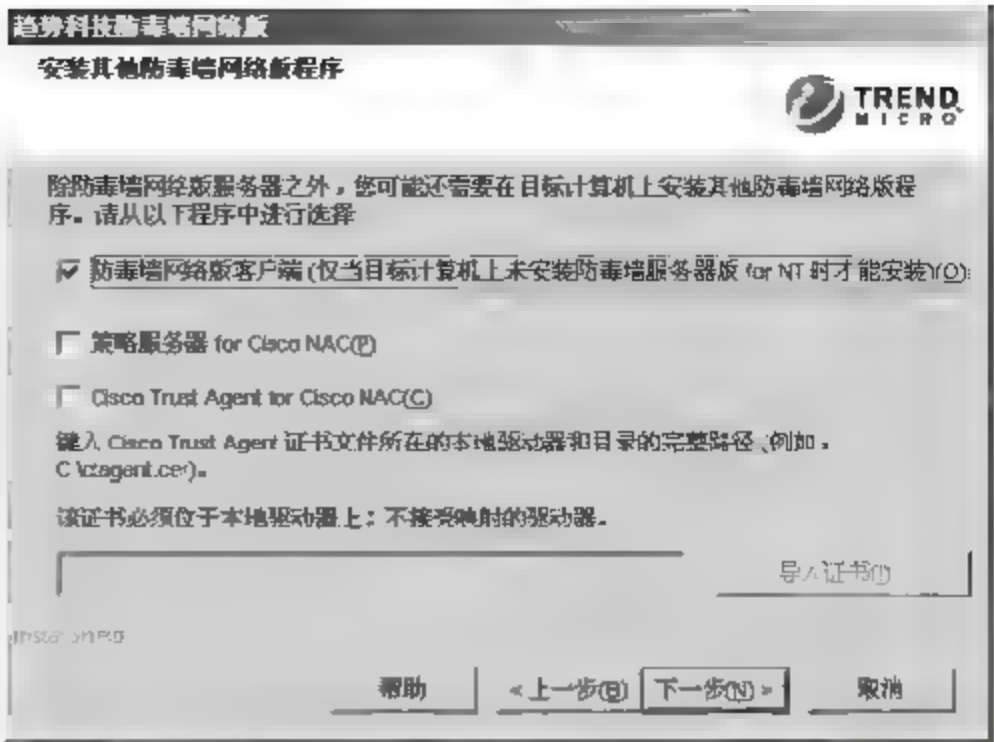 趋势科技防毒墙网络版
安装其他防毒墙网络版程序
TREND
MICRO
除防毒墙网络版服务器之外，您可能还需要在目标计算机上安装其他防毒墙网络版程
序。请从以下程序中进行选择
防毒墙网络版客户端(仅当目标计算机上未安装防毒墙服务器版 for NT 时才能安装)(O):
策略服务器 for Cisco NAC(P)
Cisco Trust Agent for Cisco NAC(C)
键入 Cisco Trust Agent 证书文件所在的本地驱动器和目录的完整路径(例如，
C:\ctagent.cer)。
该证书必须位于本地驱动器上；不接受映射的驱动器。
导入证书(I)
帮助
<上一步(B)
下一步(N) >
取消